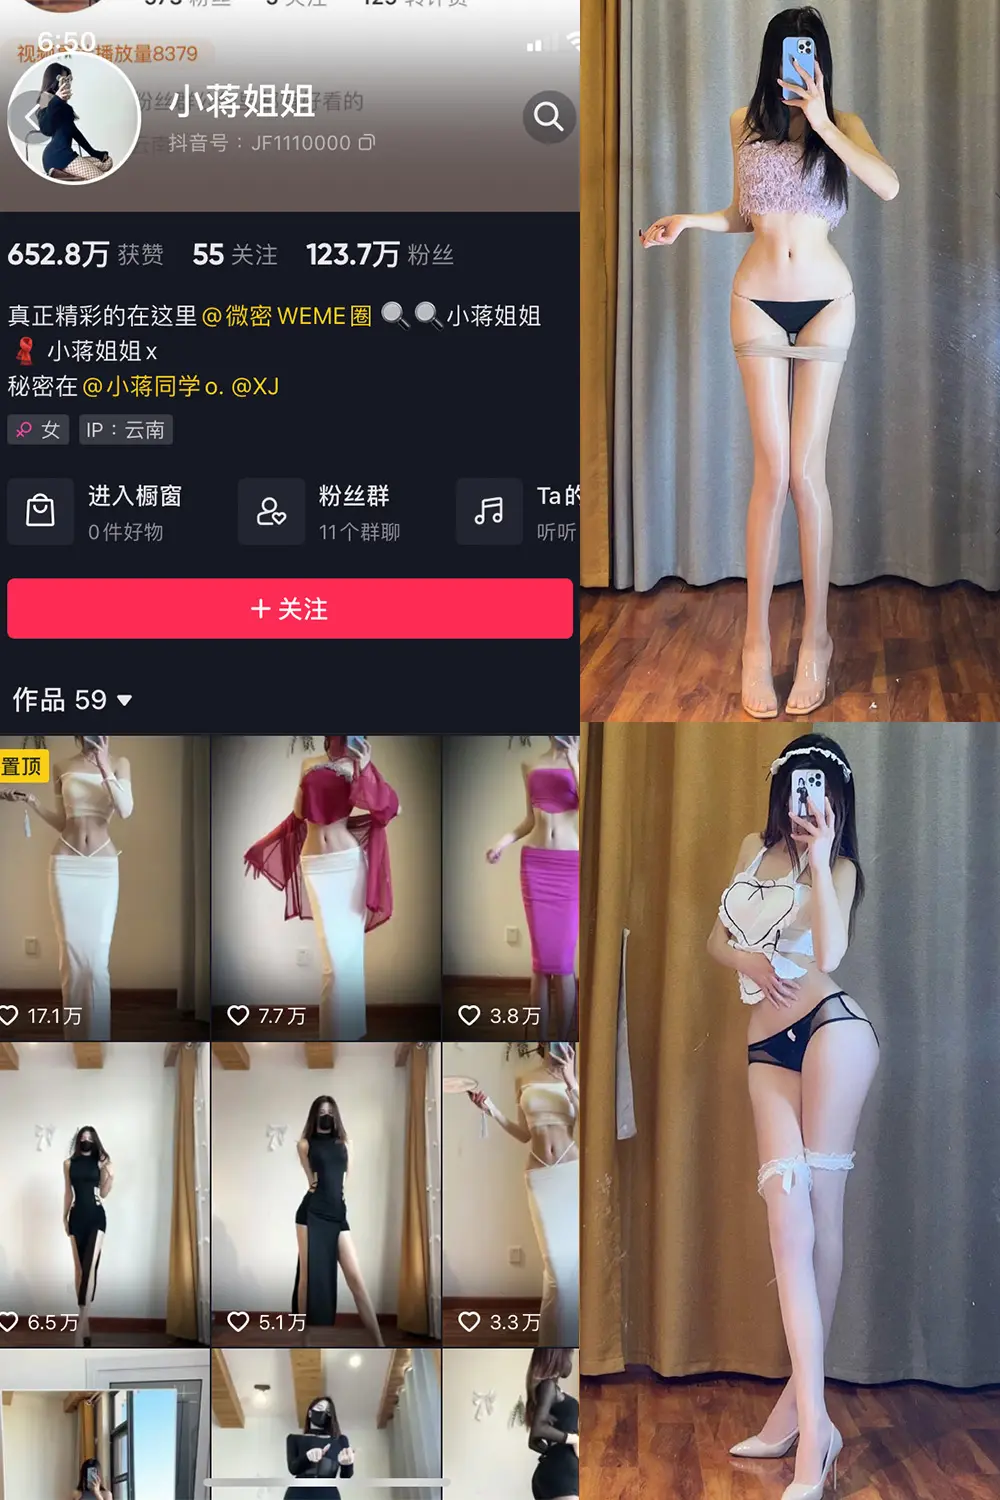 6:50
视频 播放量8379
小蒋姐姐
抖音号：JF1110000
652.8万 获赞 55 关注 123.7万 粉丝
真正精彩的在这里@微密WEME圈 小蒋姐姐
小蒋姐姐x
秘密在@小蒋同学o. @XJ
女 IP：云南
进入橱窗 粉丝群 Ta的
0件好物 11个群聊 听听
+ 关注
作品 59
置顶
17.1万 7.7万 3.8万
6.5万 5.1万 3.3万